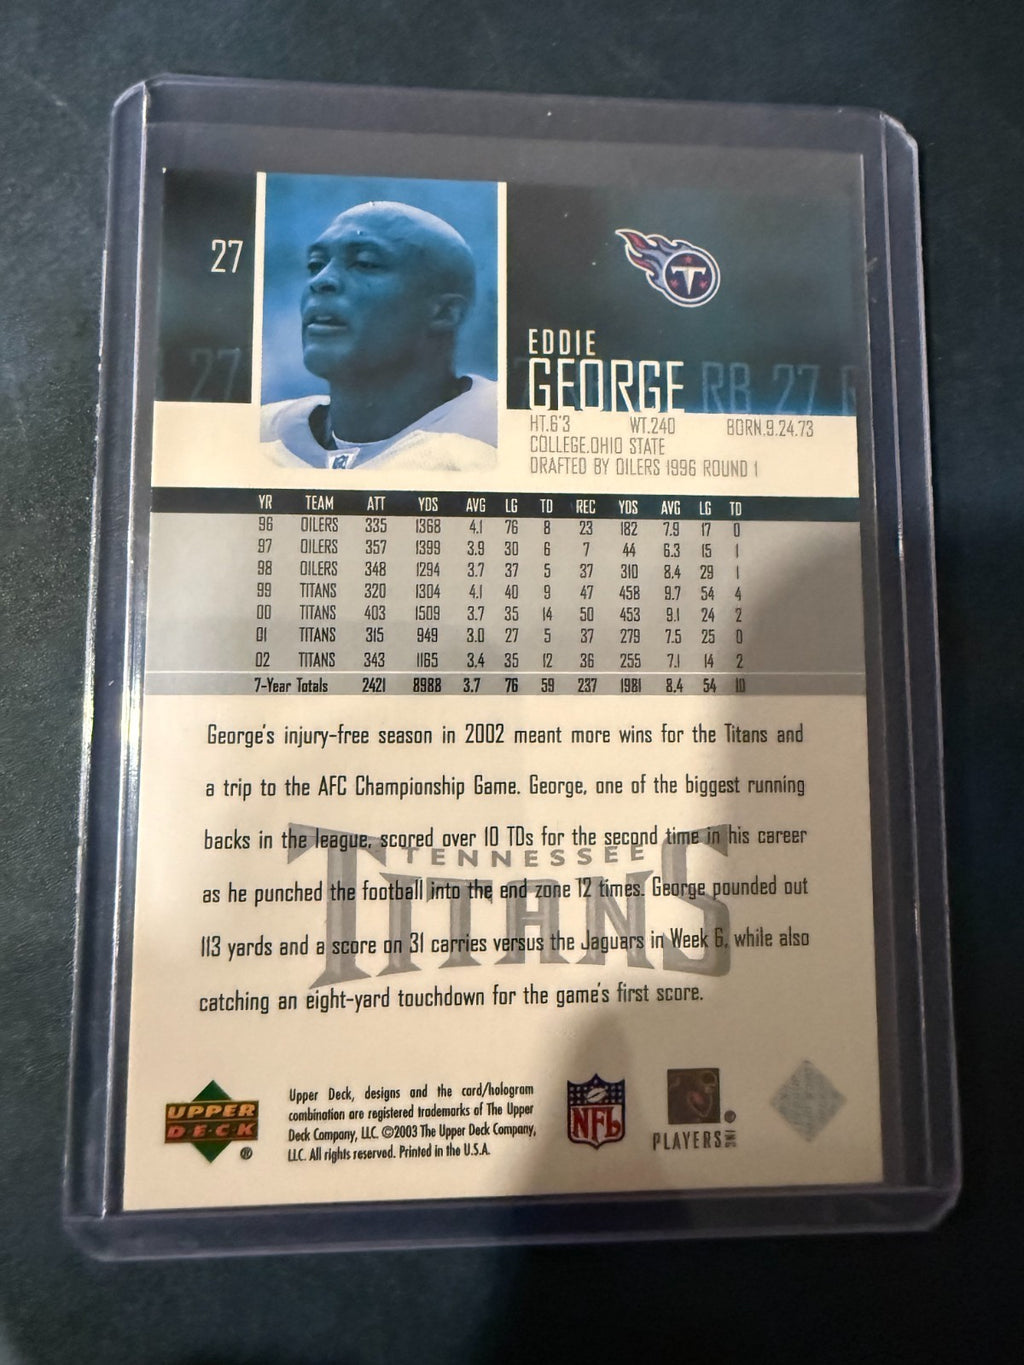 27
EDDIE
GEORGE RB 27
27
HT.6'3 WT.240 BORN.9.24.73
COLLEGE.OHIO STATE
DRAFTED BY OILERS 1996 ROUND 1
YR TEAM ATT YDS AVG LG TD REC YDS AVG LG TD
96 OILERS 335 1368 4.1 76 8 23 182 7.9 17 0
97 OILERS 357 1399 3.9 30 6 7 44 6.3 15 1
98 OILERS 348 1294 3.7 37 5 37 310 8.4 29 1
99 TITANS 320 1304 4.1 40 9 47 458 9.7 54 4
00 TITANS 403 1509 3.7 35 14 50 453 9.1 24 2
01 TITANS 315 949 3.0 27 5 37 279 7.5 25 0
02 TITANS 343 1165 3.4 35 12 36 255 7.1 14 2
7-Year Totals 2421 8988 3.7 76 59 237 1981 8.4 54 10
George's injury-free season in 2002 meant more wins for the Titans and
a trip to the AFC Championship Game. George, one of the biggest running
backs in the league, scored over 10 TDs for the second time in his career
TENNESSEE
as he punched the football into the end zone 12 times. George pounded out
TITANS
113 yards and a score on 31 carries versus the Jaguars in Week 6, while also
catching an eight-yard touchdown for the game's first score.
UPPER
DECK
®
Upper Deck, designs and the card/hologram
combination are registered trademarks of The Upper
Deck Company, LLC. ©2003 The Upper Deck Company,
LLC. All rights reserved. Printed in the U.S.A.
NFL
PLAYERS INC